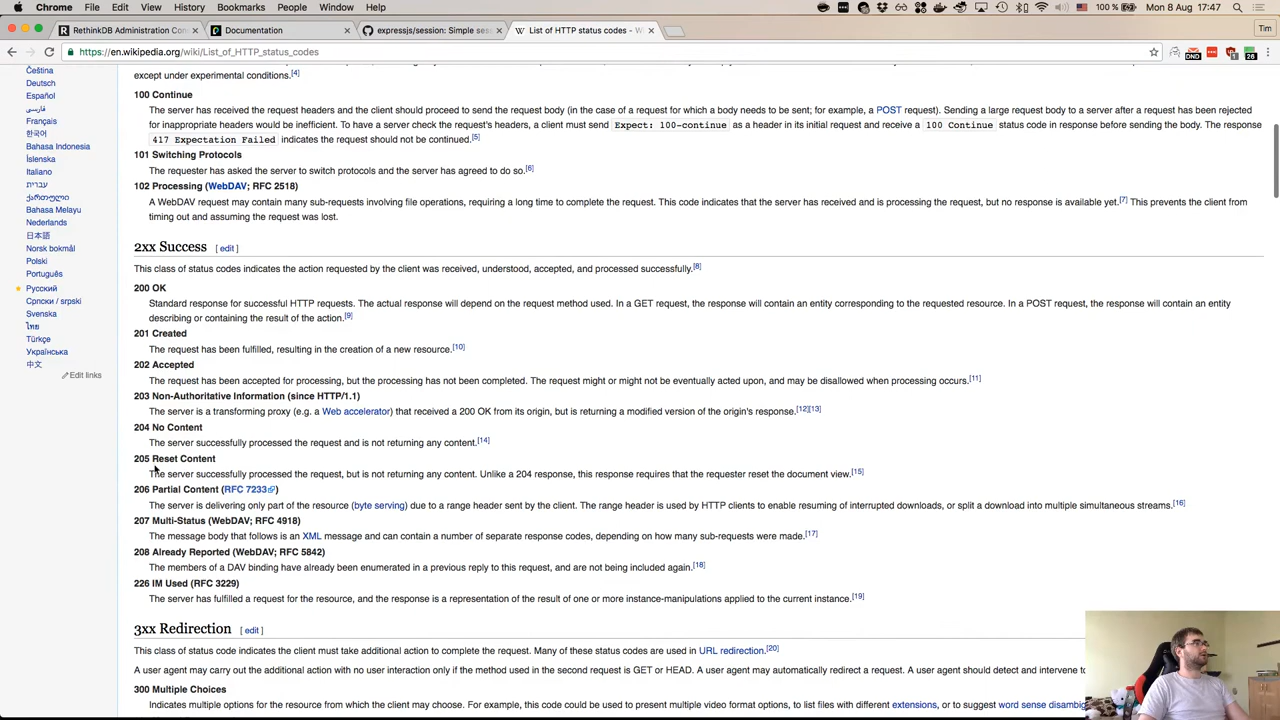 Chrome File Edit View History Bookmarks People Window Help 100 % Mon 8 Aug 17:47
RethinkDB Administration Con Documentation expressjs/session: Simple ses List of HTTP status codes - W Tim
https://en.wikipedia.org/wiki/List_of_HTTP_status_codes
Čeština
Deutsch
Español
فارسی
Français
한국어
Bahasa Indonesia
Íslenska
Italiano
עברית
ქართული
Bahasa Melayu
Nederlands
日本語
Norsk bokmål
Polski
Português
Русский
Српски / srpski
Svenska
ไทย
Türkçe
Українська
中文
Edit links
except under experimental conditions.[4]
100 Continue
The server has received the request headers and the client should proceed to send the request body (in the case of a request for which a body needs to be sent; for example, a POST request). Sending a large request body to a server after a request has been rejected
for inappropriate headers would be inefficient. To have a server check the request's headers, a client must send Expect: 100-continue as a header in its initial request and receive a 100 Continue status code in response before sending the body. The response
417 Expectation Failed indicates the request should not be continued.[5]
101 Switching Protocols
The requester has asked the server to switch protocols and the server has agreed to do so.[6]
102 Processing (WebDAV; RFC 2518)
A WebDAV request may contain many sub-requests involving file operations, requiring a long time to complete the request. This code indicates that the server has received and is processing the request, but no response is available yet.[7] This prevents the client from
timing out and assuming the request was lost.
2xx Success [ edit ]
This class of status codes indicates the action requested by the client was received, understood, accepted, and processed successfully.[8]
200 OK
Standard response for successful HTTP requests. The actual response will depend on the request method used. In a GET request, the response will contain an entity corresponding to the requested resource. In a POST request, the response will contain an entity
describing or containing the result of the action.[9]
201 Created
The request has been fulfilled, resulting in the creation of a new resource.[10]
202 Accepted
The request has been accepted for processing, but the processing has not been completed. The request might or might not be eventually acted upon, and may be disallowed when processing occurs.[11]
203 Non-Authoritative Information (since HTTP/1.1)
The server is a transforming proxy (e.g. a Web accelerator) that received a 200 OK from its origin, but is returning a modified version of the origin's response.[12][13]
204 No Content
The server successfully processed the request and is not returning any content.[14]
205 Reset Content
The server successfully processed the request, but is not returning any content. Unlike a 204 response, this response requires that the requester reset the document view.[15]
206 Partial Content (RFC 7233)
The server is delivering only part of the resource (byte serving) due to a range header sent by the client. The range header is used by HTTP clients to enable resuming of interrupted downloads, or split a download into multiple simultaneous streams.[16]
207 Multi-Status (WebDAV; RFC 4918)
The message body that follows is an XML message and can contain a number of separate response codes, depending on how many sub-requests were made.[17]
208 Already Reported (WebDAV; RFC 5842)
The members of a DAV binding have already been enumerated in a previous reply to this request, and are not being included again.[18]
226 IM Used (RFC 3229)
The server has fulfilled a request for the resource, and the response is a representation of the result of one or more instance-manipulations applied to the current instance.[19]
3xx Redirection [ edit ]
This class of status code indicates the client must take additional action to complete the request. Many of these status codes are used in URL redirection.[20]
A user agent may carry out the additional action with no user interaction only if the method used in the second request is GET or HEAD. A user agent may automatically redirect a request. A user agent should detect and intervene to
300 Multiple Choices
Indicates multiple options for the resource from which the client may choose. For example, this code could be used to present multiple video format options, to list files with different extensions, or to suggest word sense disambig